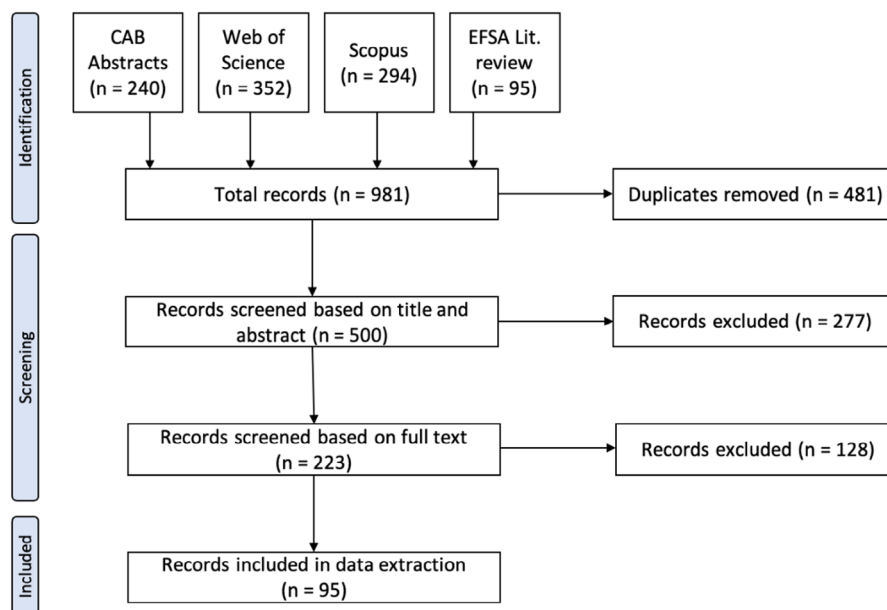 Identification
CAB
Abstracts
(n = 240)
Web of
Science
(n = 352)
Scopus
(n = 294)
EFSA Lit.
review
(n = 95)
Total records (n = 981)
Duplicates removed (n = 481)
Screening
Records screened based on title and
abstract (n = 500)
Records excluded (n = 277)
Records screened based on full text
(n = 223)
Records excluded (n = 128)
Included
Records included in data extraction
(n = 95)